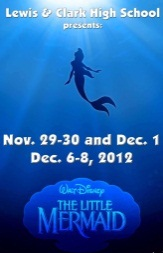 Lewis & Clark High School
presents:
Nov. 29-30 and Dec. 1
Dec. 6-8, 2012
Walt Disney
THE LITTLE
MERMAID